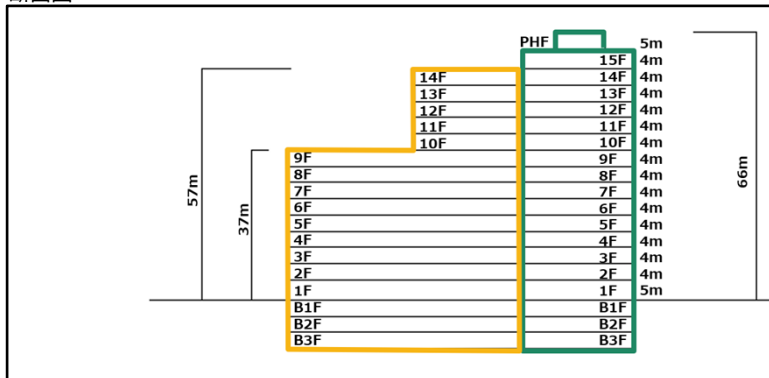 PHF 5m
15F 4m
14F 14F 4m
13F 13F 4m
12F 12F 4m
11F 11F 4m
10F 10F 4m
9F 9F 4m
8F 8F 4m
7F 7F 4m
6F 6F 4m
5F 5F 4m
4F 4F 4m
3F 3F 4m
2F 2F 4m
1F 1F 5m
B1F B1F
B2F B2F
B3F B3F
57m
37m
66m